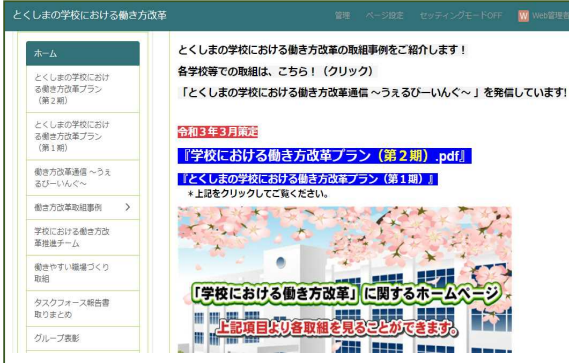 とくしまの学校における働き方改革
管理 ページ設定 セッティングモードOFF W Web管理者
ホーム
とくしまの学校におけ
る働き方改革プラン
（第２期）
とくしまの学校におけ
る働き方改革プラン
（第１期）
働き方改革通信 ～うぇ
るびーいんぐ～
働き方改革取組事例
学校における働き方改
革推進チーム
働きやすい職場づくり
取組
タスクフォース報告書
取りまとめ
グループ表彰
とくしまの学校における働き方改革の取組事例をご紹介します！
各学校等での取組は、こちら！（クリック）
「とくしまの学校における働き方改革通信 ～うぇるびーいんぐ～ 」を発信しています!
令和３年３月策定
『学校における働き方改革プラン（第２期）.pdf』
『とくしまの学校における働き方改革プラン（第１期）』
＊上記をクリックしてご覧ください。
「学校における働き方改革」に関するホームページ
上記項目より各取組を見ることができます。